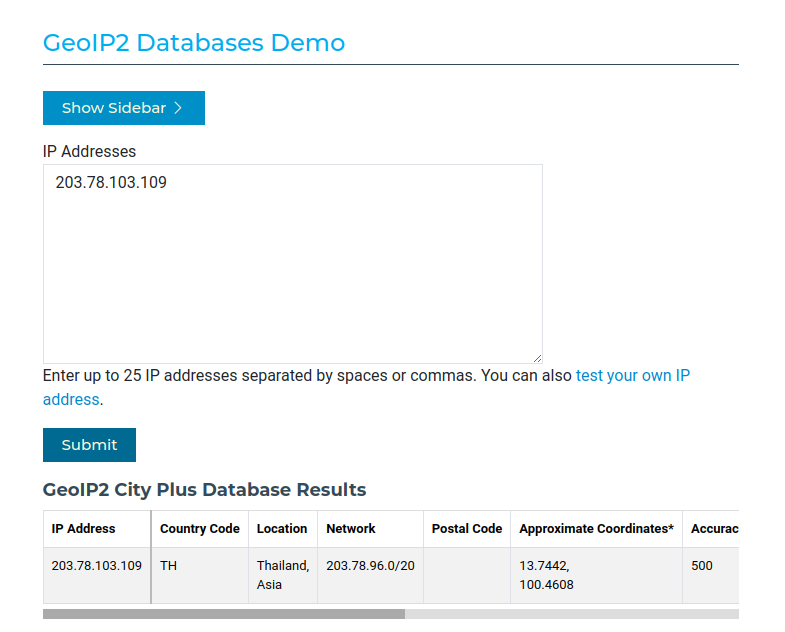 GeoIP2 Databases Demo
Show Sidebar
IP Addresses
203.78.103.109
Enter up to 25 IP addresses separated by spaces or commas. You can also test your own IP
address.
Submit
GeoIP2 City Plus Database Results
IP Address Country Code Location Network Postal Code Approximate Coordinates* Accurac
203.78.103.109 TH Thailand, 203.78.96.0/20 13.7442, 500
Asia 100.4608